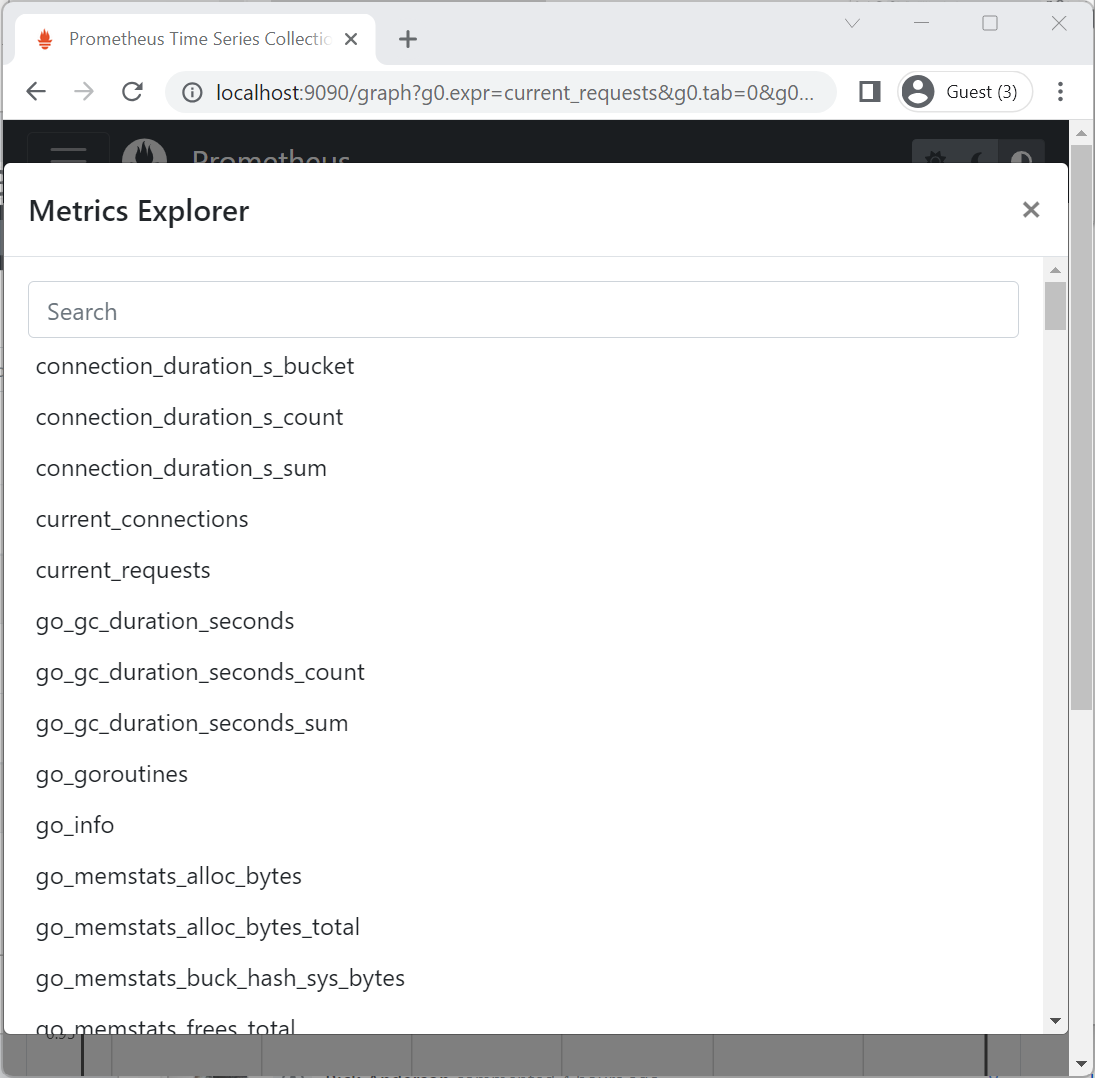 Prometheus Time Series Collectio
localhost:9090/graph?g0.expr=current_requests&g0.tab=0&g0...
Guest (3)
Prometheus
Metrics Explorer
Search
connection_duration_s_bucket
connection_duration_s_count
connection_duration_s_sum
current_connections
current_requests
go_gc_duration_seconds
go_gc_duration_seconds_count
go_gc_duration_seconds_sum
go_goroutines
go_info
go_memstats_alloc_bytes
go_memstats_alloc_bytes_total
go_memstats_buck_hash_sys_bytes
go_memstats_frees_total